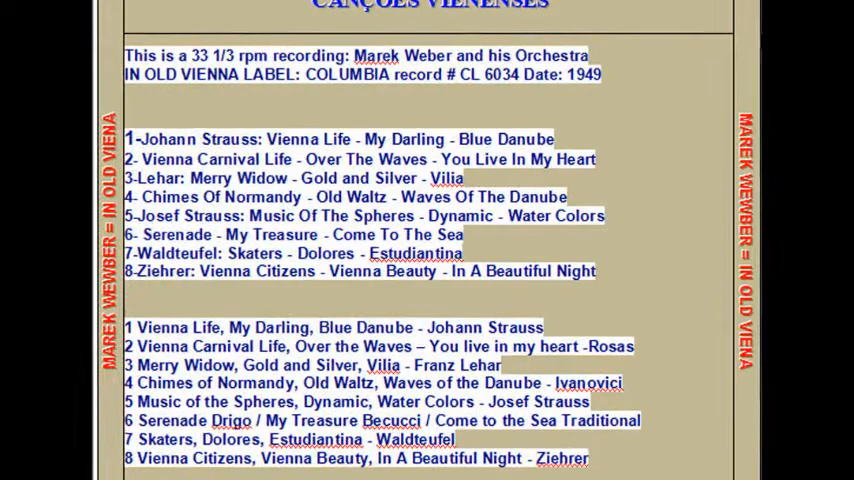 CANÇÕES VIENENSES
This is a 33 1/3 rpm recording: Marek Weber and his Orchestra
IN OLD VIENNA LABEL: COLUMBIA record # CL 6034 Date: 1949
1-Johann Strauss: Vienna Life - My Darling - Blue Danube
2- Vienna Carnival Life - Over The Waves - You Live In My Heart
3-Lehar: Merry Widow - Gold and Silver - Vilia
4- Chimes Of Normandy - Old Waltz - Waves Of The Danube
5-Josef Strauss: Music Of The Spheres - Dynamic - Water Colors
6- Serenade - My Treasure - Come To The Sea
7-Waldteufel: Skaters - Dolores - Estudiantina
8-Ziehrer: Vienna Citizens - Vienna Beauty - In A Beautiful Night
1 Vienna Life, My Darling, Blue Danube - Johann Strauss
2 Vienna Carnival Life, Over the Waves – You live in my heart -Rosas
3 Merry Widow, Gold and Silver, Vilia - Franz Lehar
4 Chimes of Normandy, Old Waltz, Waves of the Danube - Ivanovici
5 Music of the Spheres, Dynamic, Water Colors - Josef Strauss
6 Serenade Drigo / My Treasure Becucci / Come to the Sea Traditional
7 Skaters, Dolores, Estudiantina - Waldteufel
8 Vienna Citizens, Vienna Beauty, In A Beautiful Night - Ziehrer
MAREK WEWBER = IN OLD VIENA
MAREK WEWBER = IN OLD VIENA